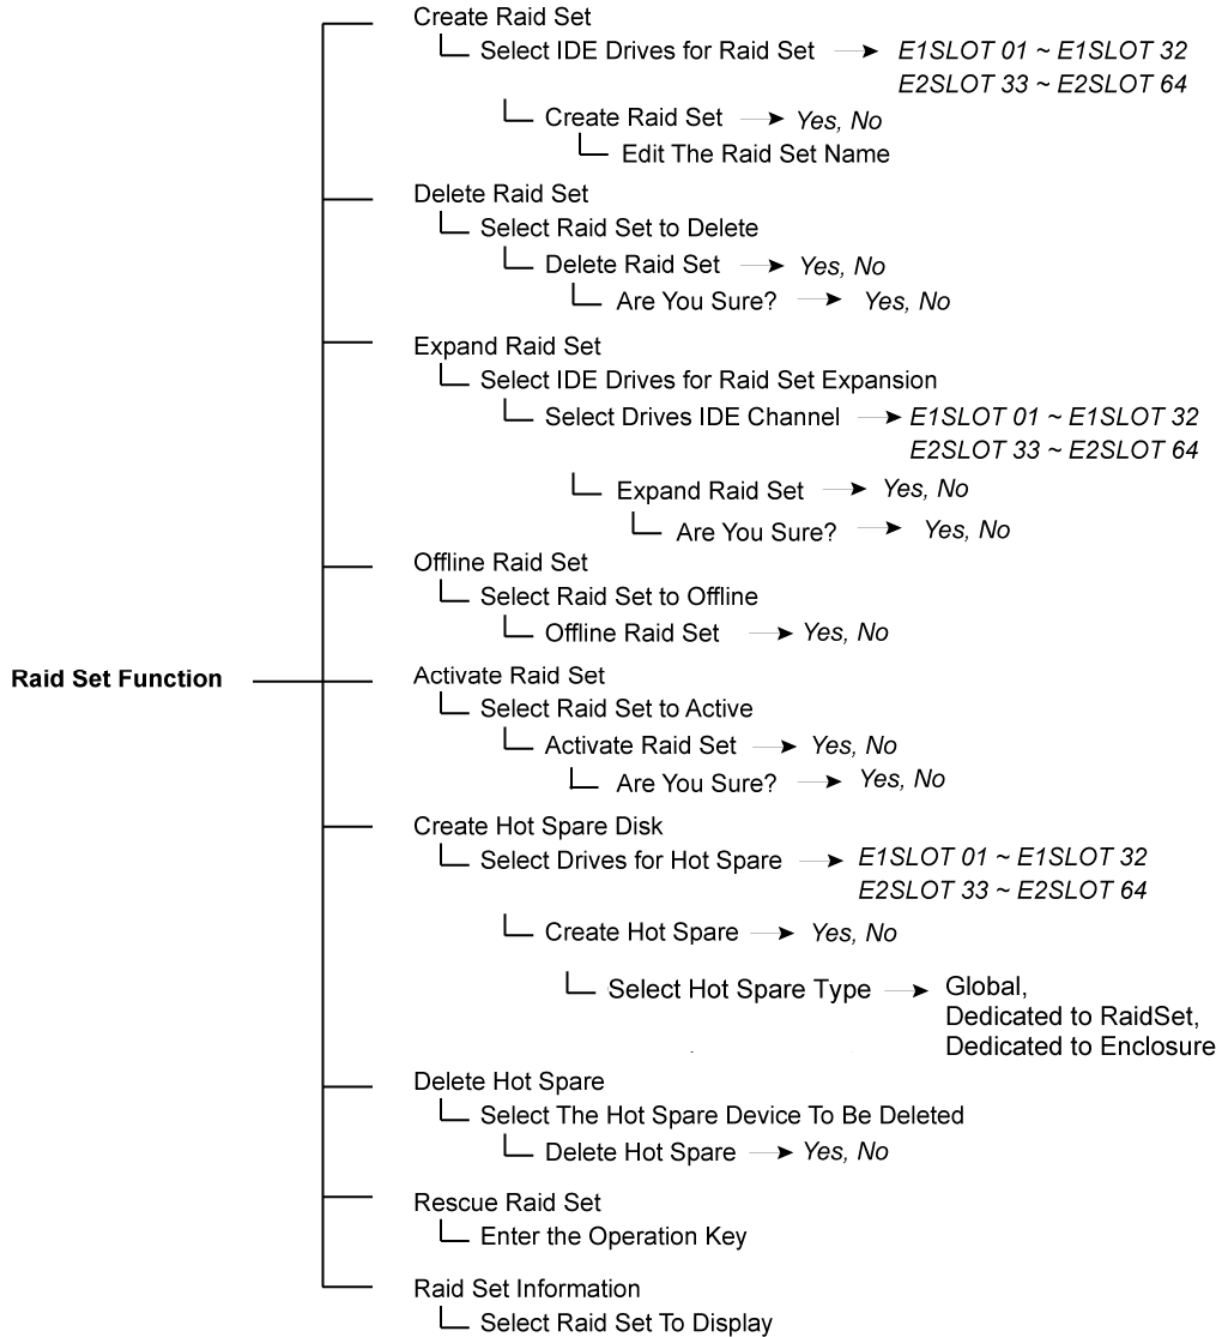 Create Raid Set
Select IDE Drives for Raid Set E1SLOT 01 ~ E1SLOT 32
E2SLOT 33 ~ E2SLOT 64
Create Raid Set Yes, No
Edit The Raid Set Name
Delete Raid Set
Select Raid Set to Delete
Delete Raid Set Yes, No
Are You Sure? Yes, No
Expand Raid Set
Select IDE Drives for Raid Set Expansion
Select Drives IDE Channel E1SLOT 01 ~ E1SLOT 32
E2SLOT 33 ~ E2SLOT 64
Expand Raid Set Yes, No
Are You Sure? Yes, No
Offline Raid Set
Select Raid Set to Offline
Offline Raid Set Yes, No
Raid Set Function
Activate Raid Set
Select Raid Set to Active
Activate Raid Set Yes, No
Are You Sure? Yes, No
Create Hot Spare Disk
Select Drives for Hot Spare E1SLOT 01 ~ E1SLOT 32
E2SLOT 33 ~ E2SLOT 64
Create Hot Spare Yes, No
Select Hot Spare Type Global,
Dedicated to RaidSet,
Dedicated to Enclosure
Delete Hot Spare
Select The Hot Spare Device To Be Deleted
Delete Hot Spare Yes, No
Rescue Raid Set
Enter the Operation Key
Raid Set Information
Select Raid Set To Display